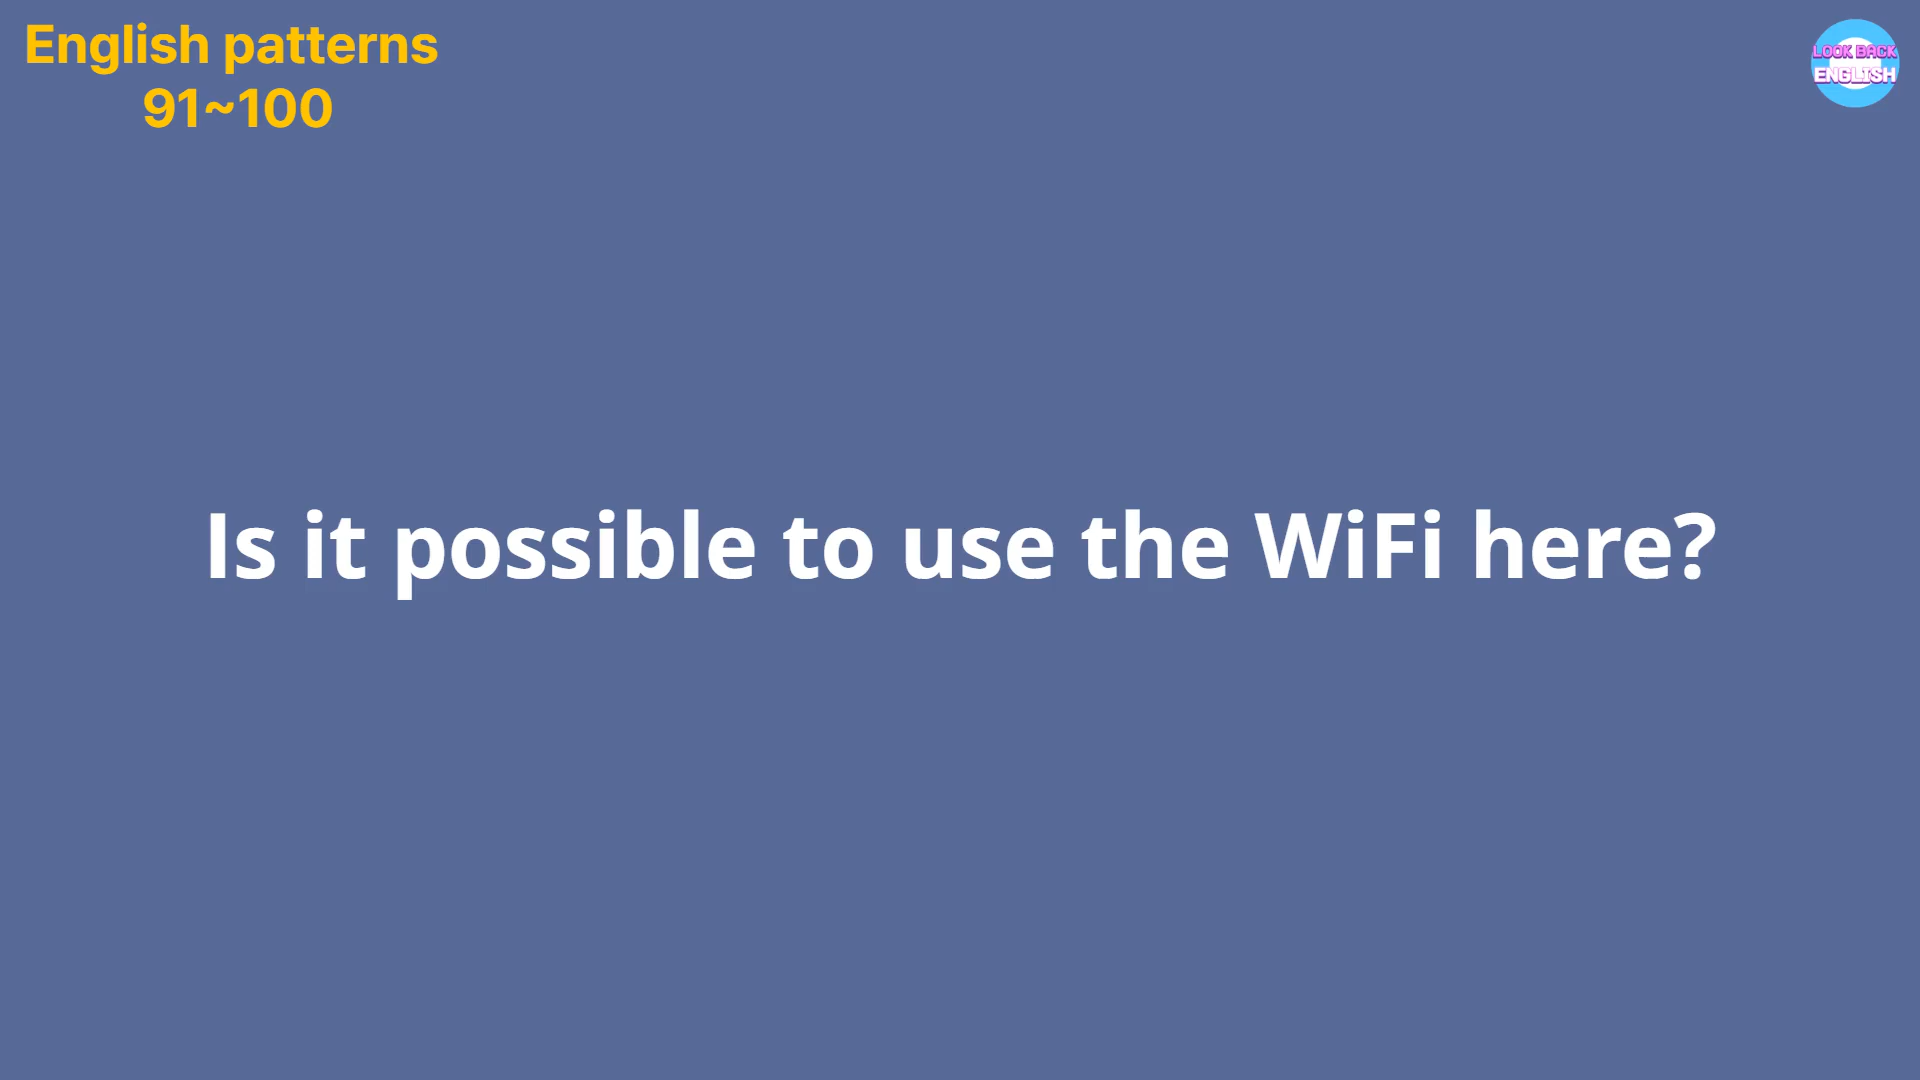 English patterns
91~100
LOOK BACK
ENGLISH
Is it possible to use the WiFi here?